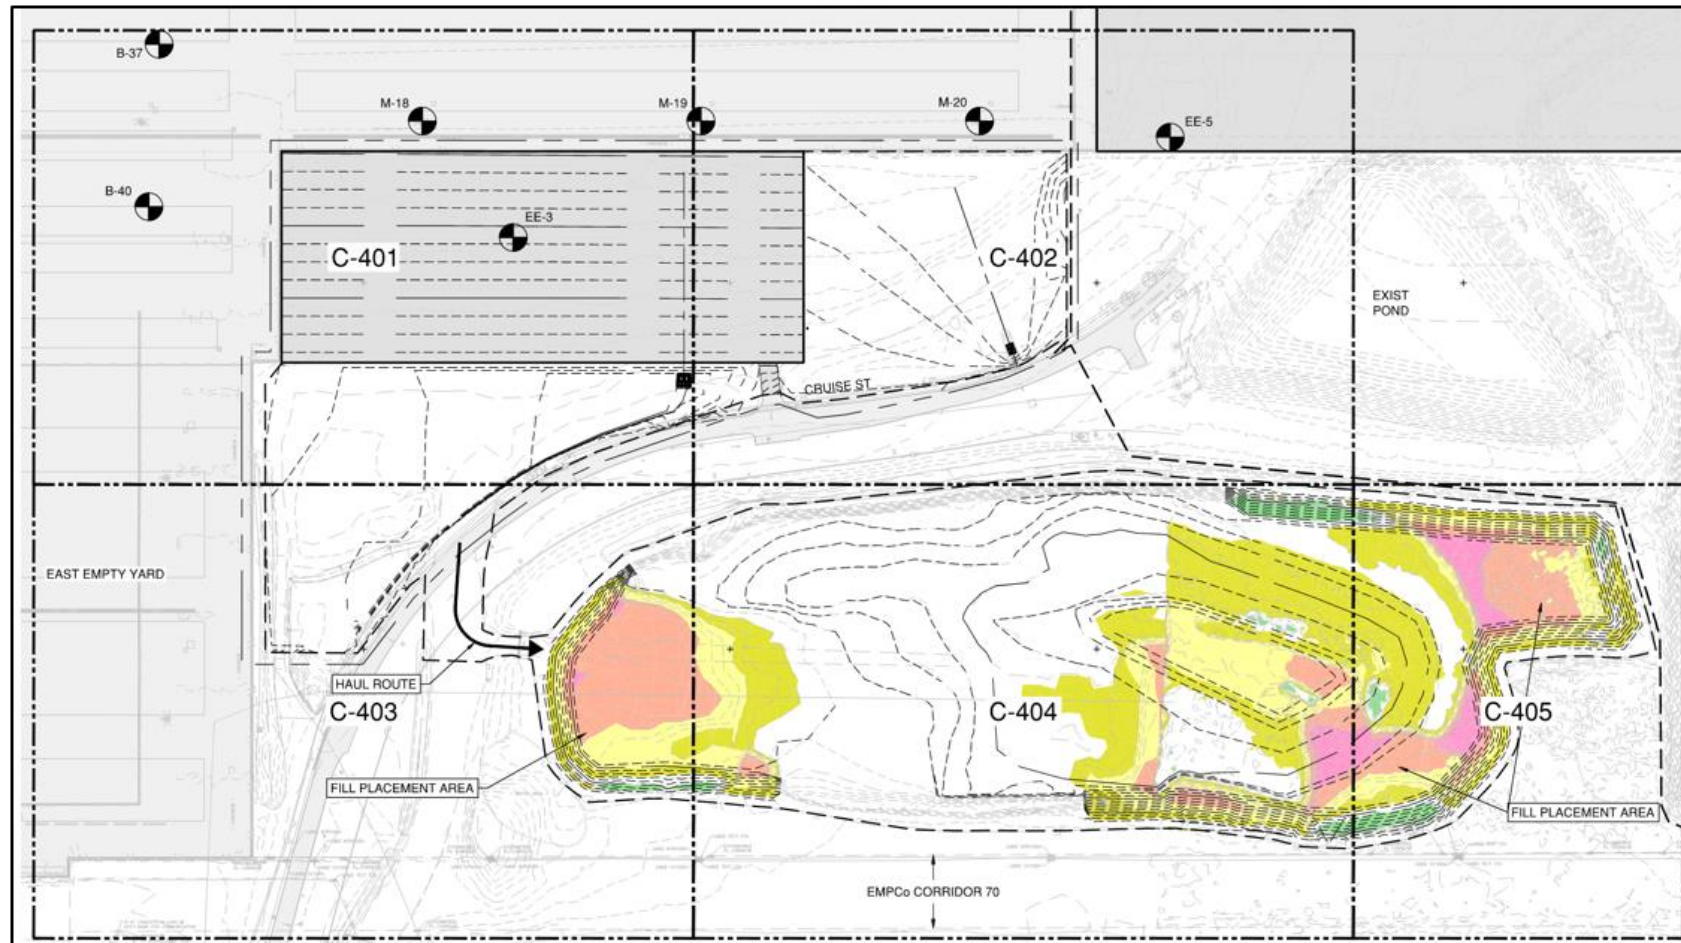 B-37
M-18
M-19
M-20
EE-5
B-40
EE-3
C-401
C-402
EXIST
POND
CRUISE ST
EAST EMPTY YARD
HAUL ROUTE
C-403
C-404
C-405
FILL PLACEMENT AREA
FILL PLACEMENT AREA
EMPCo CORRIDOR 70